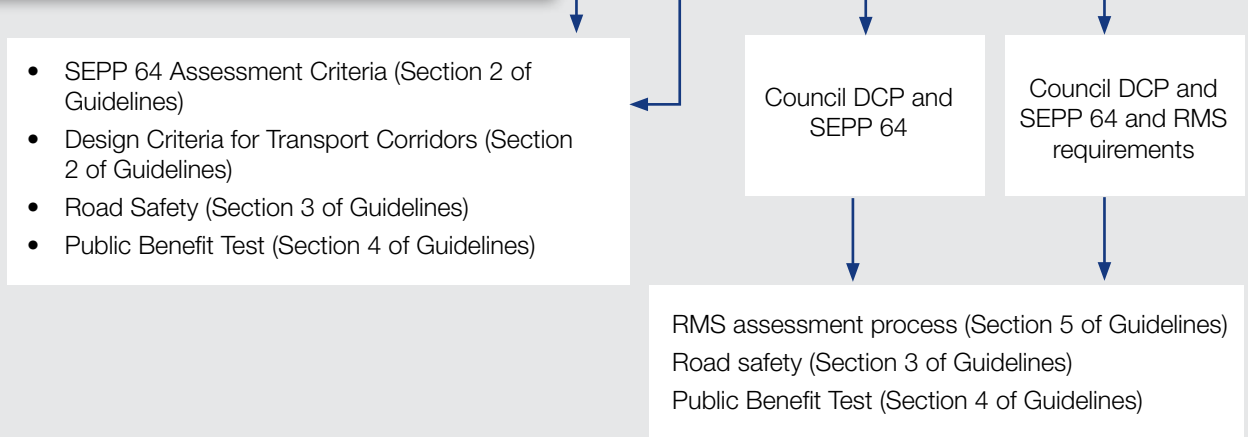 • SEPP 64 Assessment Criteria (Section 2 of
Guidelines)
• Design Criteria for Transport Corridors (Section
2 of Guidelines)
• Road Safety (Section 3 of Guidelines)
• Public Benefit Test (Section 4 of Guidelines)
Council DCP and
SEPP 64
Council DCP and
SEPP 64 and RMS
requirements
RMS assessment process (Section 5 of Guidelines)
Road safety (Section 3 of Guidelines)
Public Benefit Test (Section 4 of Guidelines)